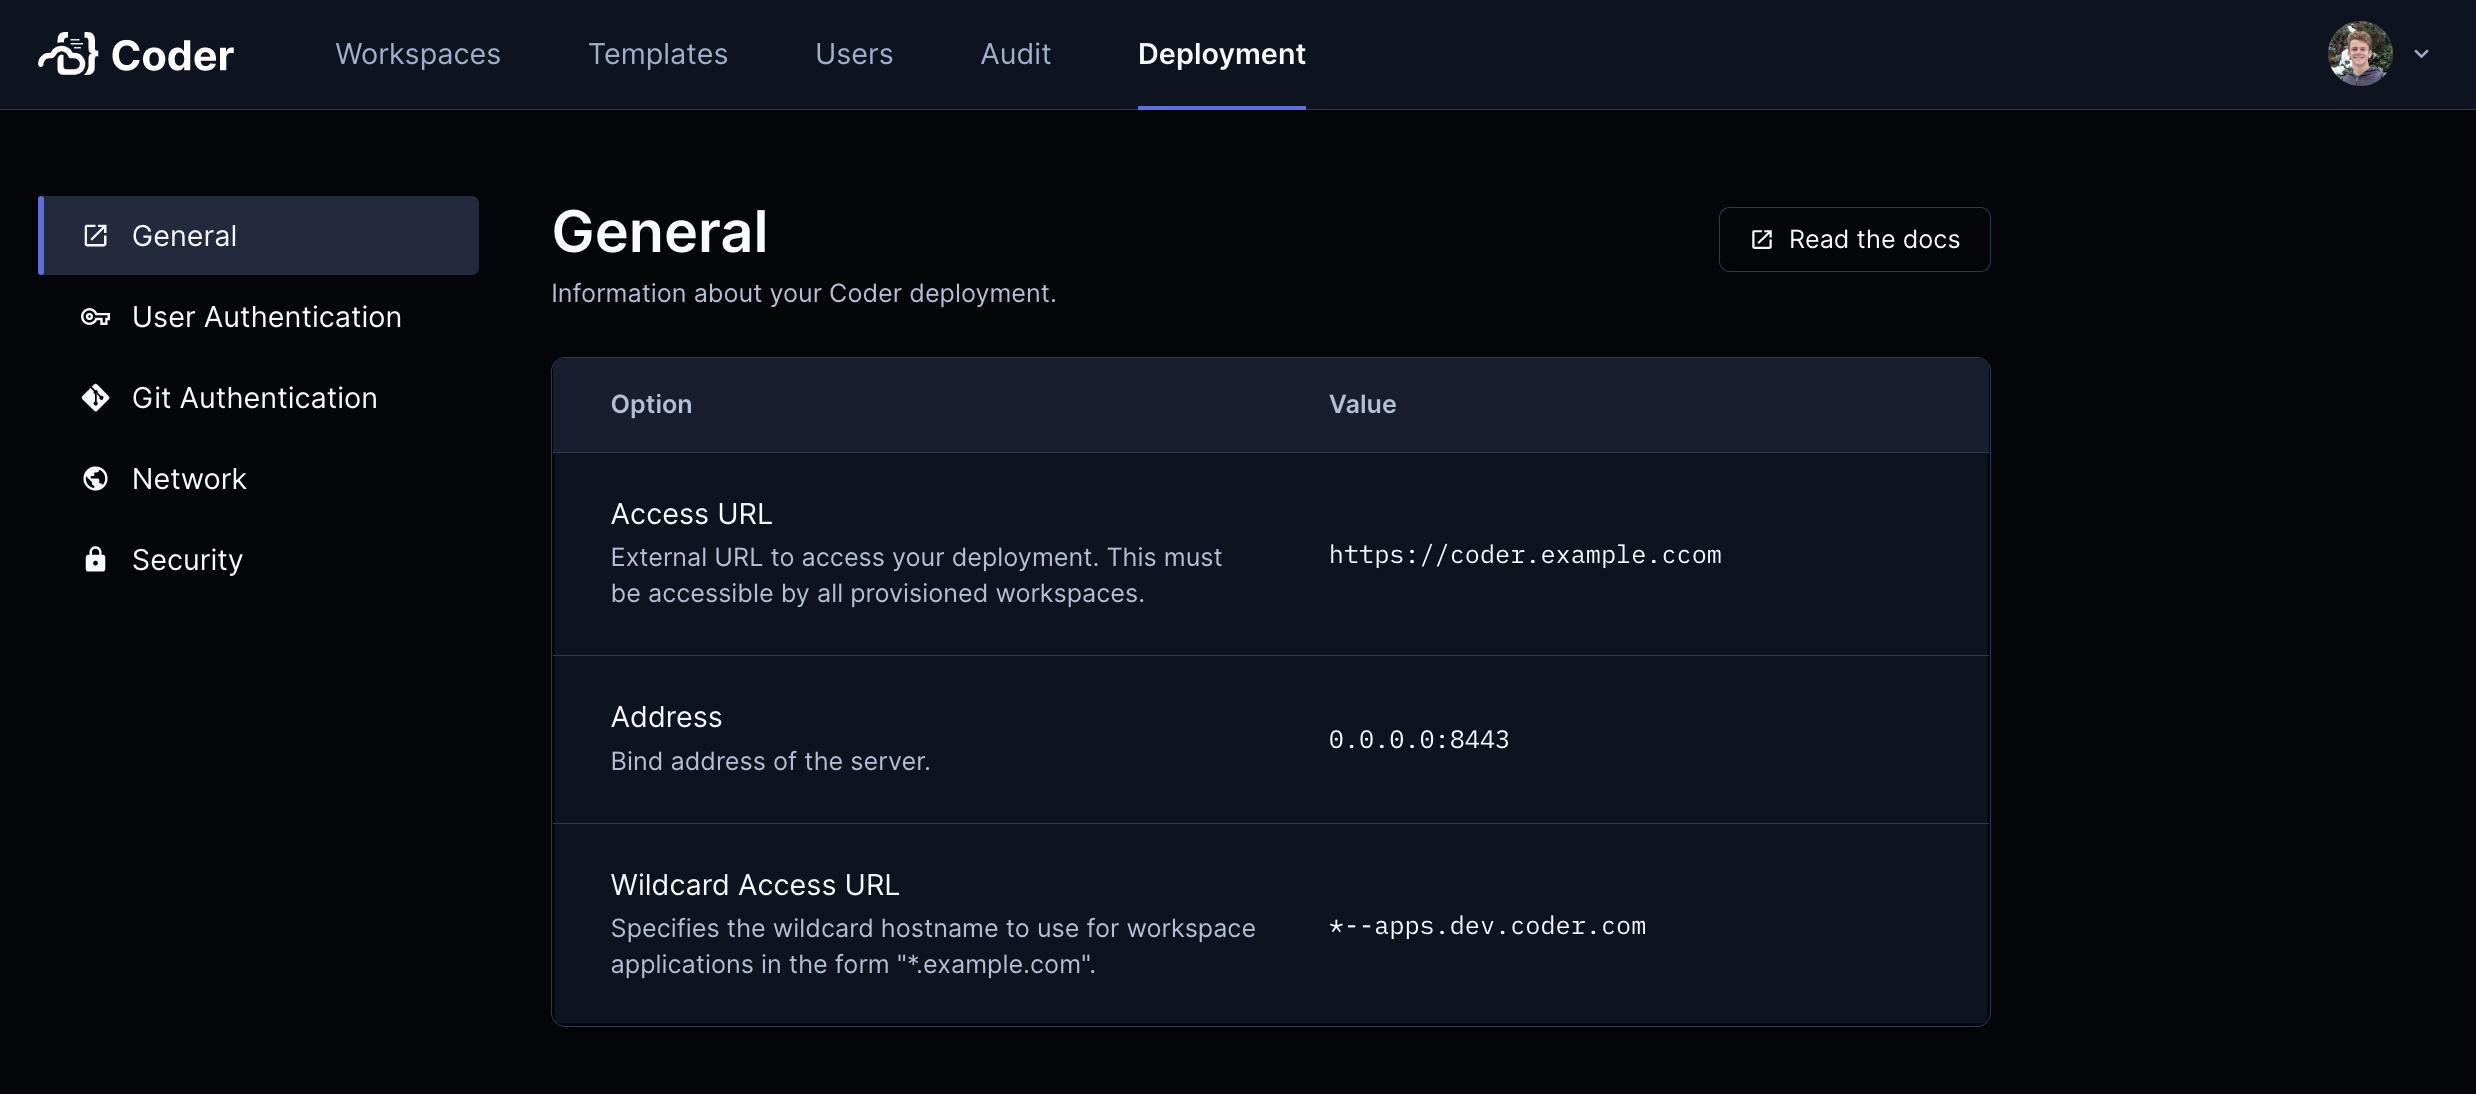 Coder
Workspaces
Templates
Users
Audit
Deployment
General
User Authentication
Git Authentication
Network
Security
General
Information about your Coder deployment.
Read the docs
Option
Value
Access URL
External URL to access your deployment. This must
be accessible by all provisioned workspaces.
https://coder.example.ccom
Address
Bind address of the server.
0.0.0.0:8443
Wildcard Access URL
Specifies the wildcard hostname to use for workspace
applications in the form "*.example.com".
*--apps.dev.coder.com